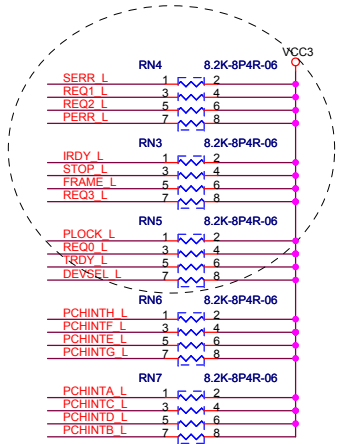 VCC3
RN4 8.2K-8P4R-06
SERR_L 1 2
REQ1_L 3 4
REQ2_L 5 6
PERR_L 7 8
RN3 8.2K-8P4R-06
IRDY_L 1 2
STOP_L 3 4
FRAME_L 5 6
REQ3_L 7 8
RN5 8.2K-8P4R-06
PLOCK_L 1 2
REQ0_L 3 4
TRDY_L 5 6
DEVSEL_L 7 8
RN6 8.2K-8P4R-06
PCHINTH_L 1 2
PCHINTF_L 3 4
PCHINTE_L 5 6
PCHINTG_L 7 8
RN7 8.2K-8P4R-06
PCHINTA_L 1 2
PCHINTC_L 3 4
PCHINTD_L 5 6
PCHINTB_L 7 8